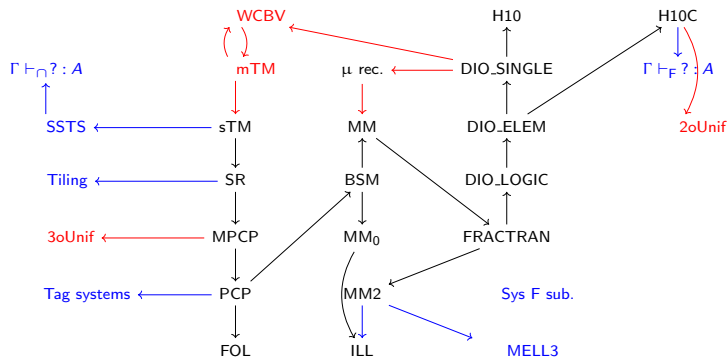 WCBV H10 H10C
Γ ⊢∩ ? : A mTM μ rec. DIO_SINGLE Γ ⊢F ? : A
SSTS sTM MM DIO_ELEM 2oUnif
Tiling SR BSM DIO_LOGIC
3oUnif MPCP MM0 FRACTRAN
Tag systems PCP MM2 Sys F sub.
FOL ILL MELL3